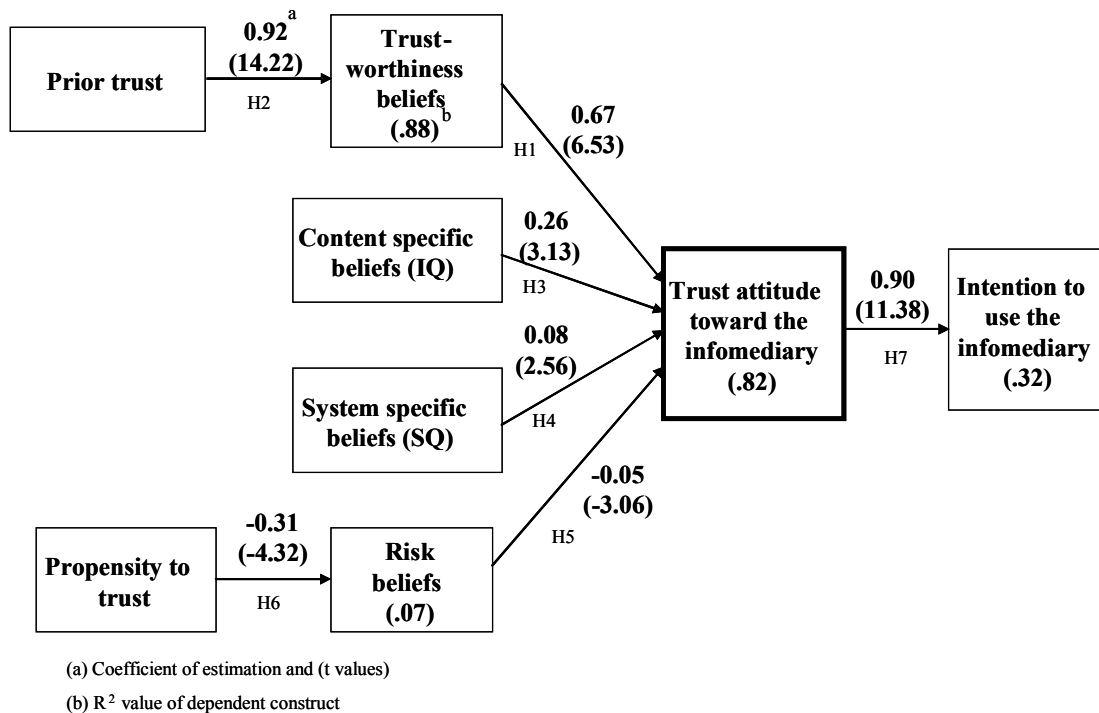 Prior trust
0.92a
(14.22)
H2
Trust-
worthiness
beliefs
(.88)b
H1
0.67
(6.53)
Content specific
beliefs (IQ)
0.26
(3.13)
H3
System specific
beliefs (SQ)
0.08
(2.56)
H4
Trust attitude
toward the
infomediary
(.82)
0.90
(11.38)
H7
Intention to
use the
infomediary
(.32)
Propensity to
trust
-0.31
(-4.32)
H6
Risk
beliefs
(.07)
-0.05
(-3.06)
H5
(a) Coefficient of estimation and (t values)
(b) R² value of dependent construct